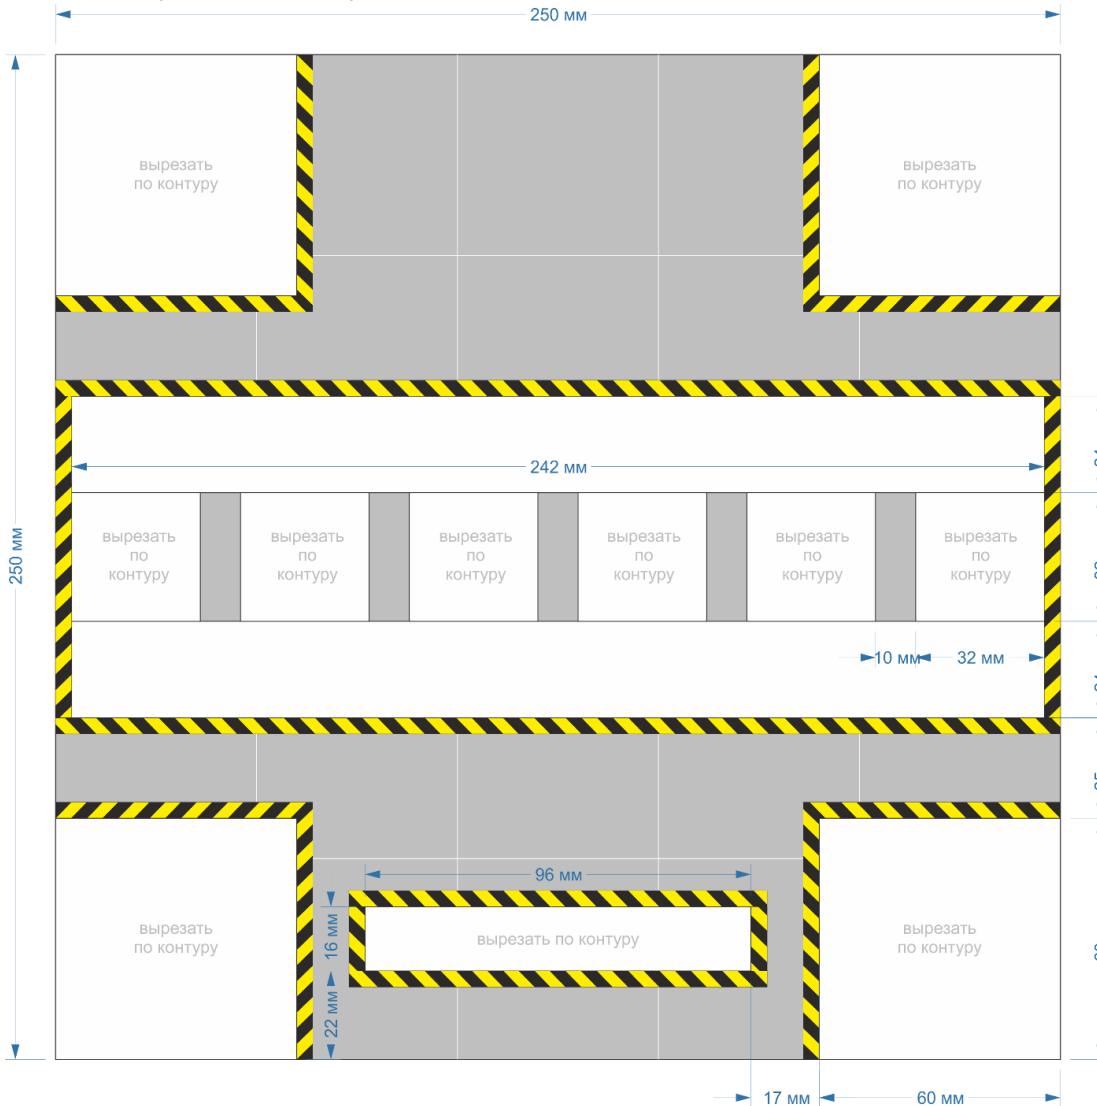 250 мм
вырезать
по контуру
вырезать
по контуру
242 мм
250 мм
вырезать
по
контуру
вырезать
по
контуру
вырезать
по
контуру
вырезать
по
контуру
вырезать
по
контуру
вырезать
по
контуру
10 мм
32 мм
96 мм
16 мм
22 мм
вырезать
по контуру
вырезать по контуру
вырезать
по контуру
17 мм
60 мм